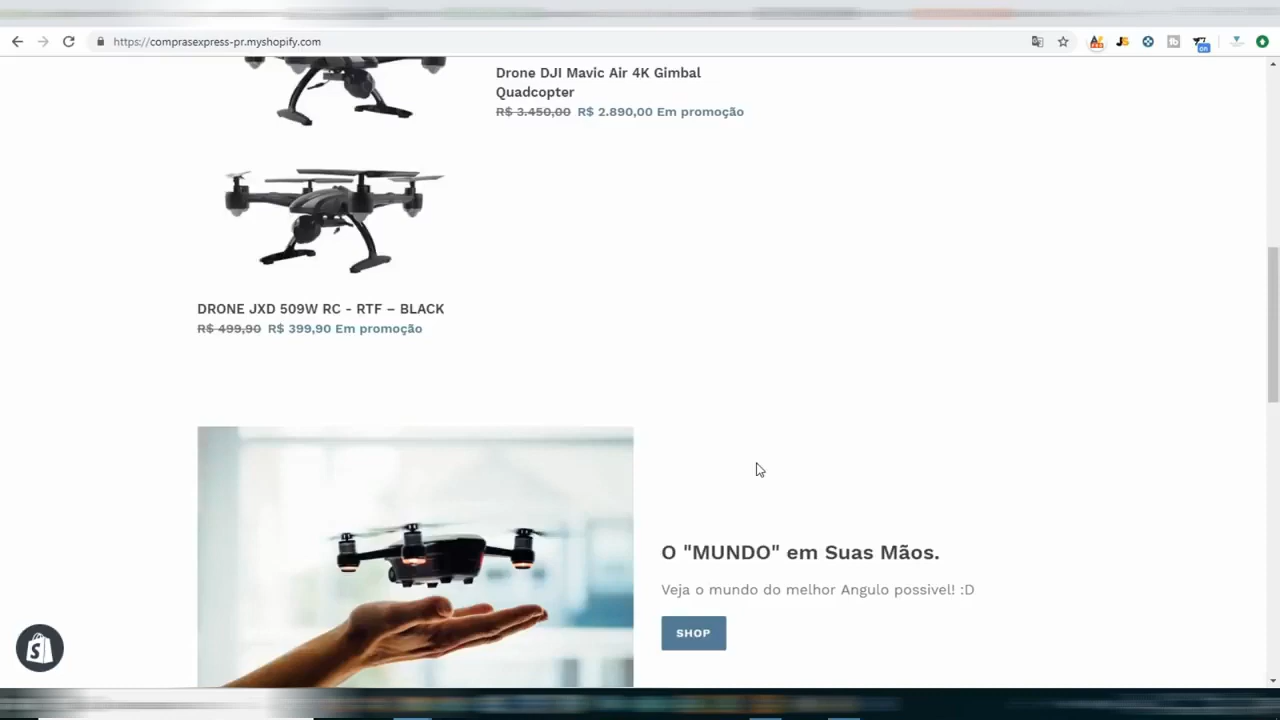 https://comprasexpress-pr.myshopify.com
Drone DJI Mavic Air 4K Gimbal
Quadcopter
R$ 3.450,00 R$ 2.890,00 Em promoção
DRONE JXD 509W RC - RTF – BLACK
R$ 499,90 R$ 399,90 Em promoção
O "MUNDO" em Suas Mãos.
Veja o mundo do melhor Angulo possivel! :D
SHOP